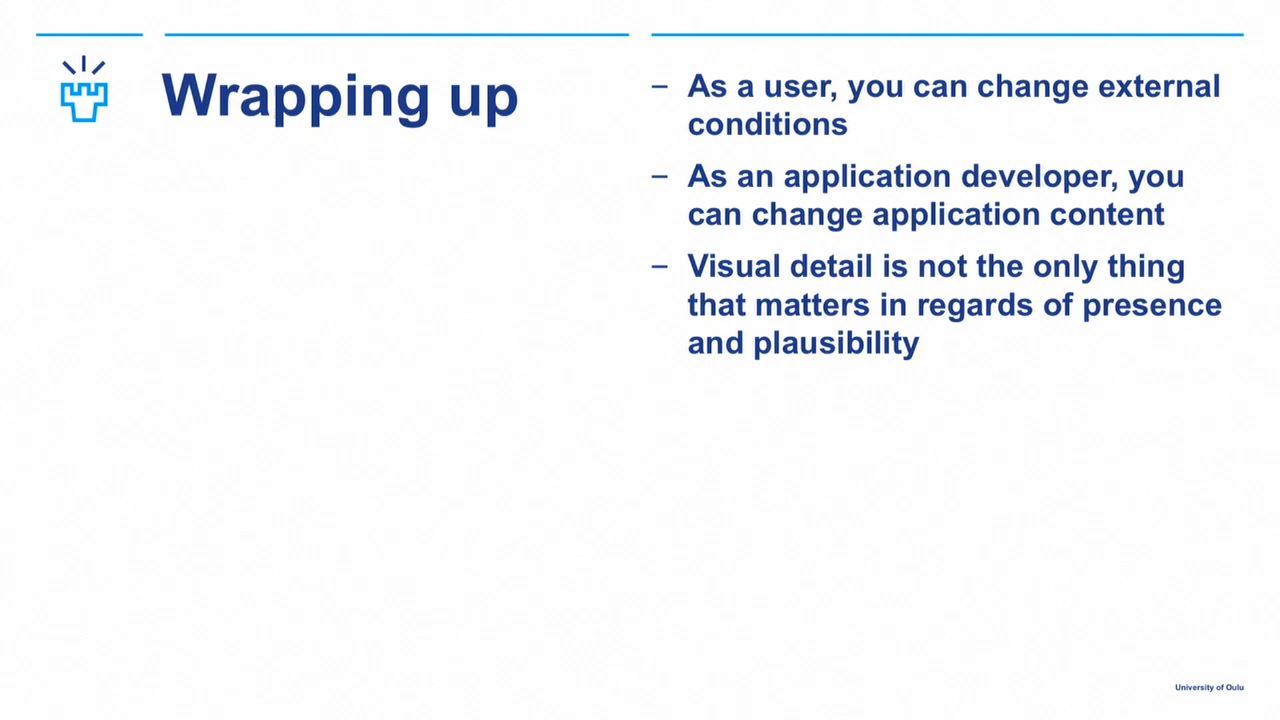 Wrapping up
– As a user, you can change external
conditions
– As an application developer, you
can change application content
– Visual detail is not the only thing
that matters in regards of presence
and plausibility
University of Oulu